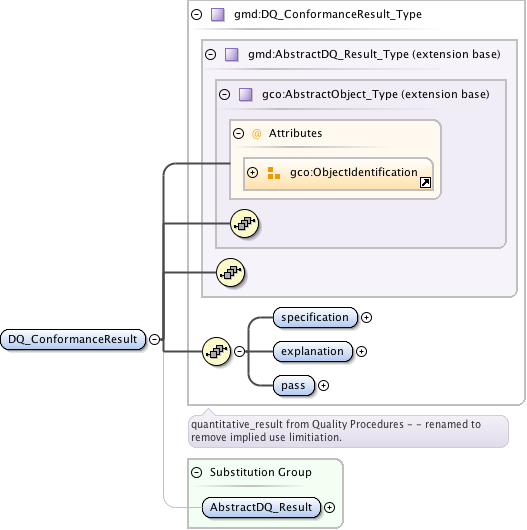 gmd:DQ_ConformanceResult_Type
gmd:AbstractDQ_Result_Type (extension base)
gco:AbstractObject_Type (extension base)
@ Attributes
gco:ObjectIdentification
specification
DQ_ConformanceResult
explanation
pass
quantitative_result from Quality Procedures - - renamed to
remove implied use limitiation.
Substitution Group
AbstractDQ_Result